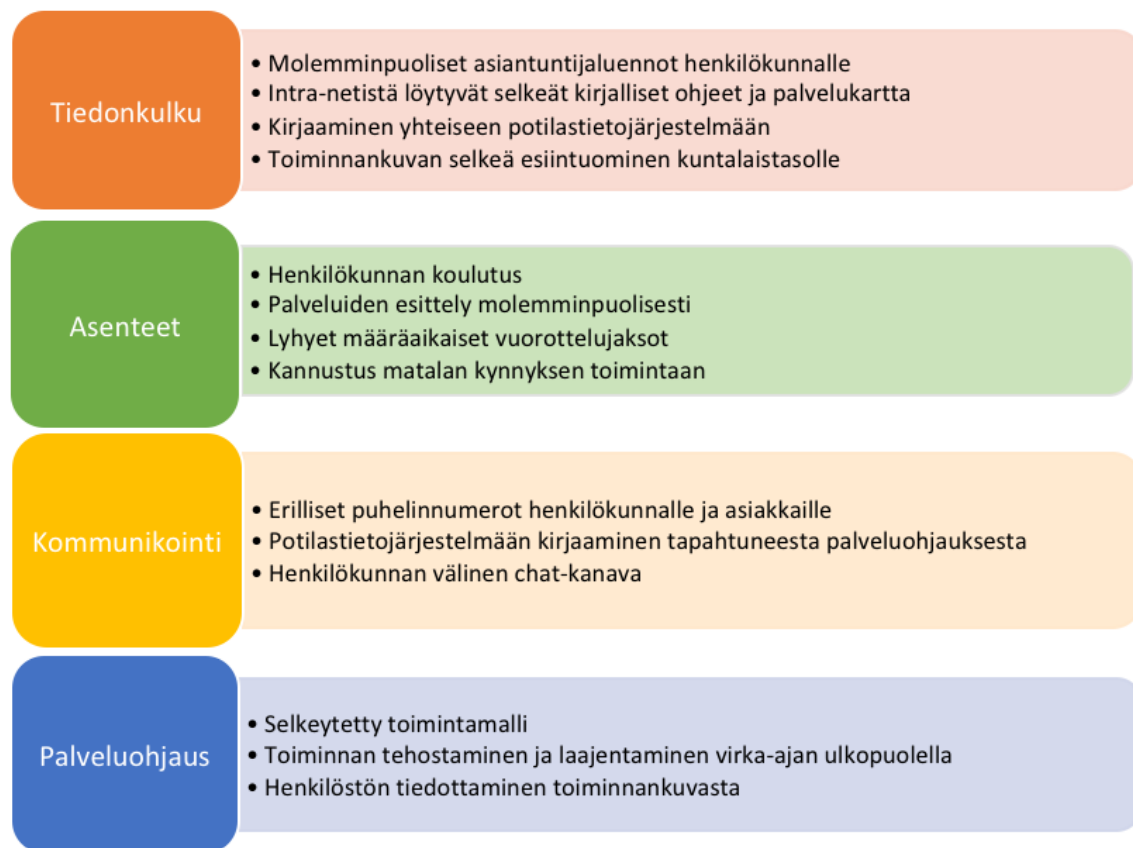 Tiedonkulku
• Molemminpuoliset asiantuntijaluennot henkilökunnalle
• Intra-netistä löytyvät selkeät kirjalliset ohjeet ja palvelukartta
• Kirjaaminen yhteiseen potilastietojärjestelmään
• Toiminnankuvan selkeä esiintuominen kuntalaistasolle
Asenteet
• Henkilökunnan koulutus
• Palveluiden esittely molemminpuolisesti
• Lyhyet määräaikaiset vuorottelujaksot
• Kannustus matalan kynnyksen toimintaan
Kommunikointi
• Erilliset puhelinnumerot henkilökunnalle ja asiakkaille
• Potilastietojärjestelmään kirjaaminen tapahtuneesta palveluohjauksesta
• Henkilökunnan välinen chat-kanava
Palveluohjaus
• Selkeytetty toimintamalli
• Toiminnan tehostaminen ja laajentaminen virka-ajan ulkopuolella
• Henkilöstön tiedottaminen toiminnankuvasta